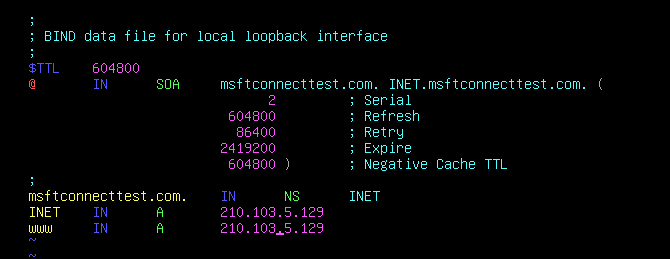 ;
; BIND data file for local loopback interface
;
$TTL 604800
@ IN SOA msftconnecttest.com. INET.msftconnecttest.com. (
2 ; Serial
604800 ; Refresh
86400 ; Retry
2419200 ; Expire
604800 ) ; Negative Cache TTL
;
msftconnecttest.com. IN NS INET
INET IN A 210.103.5.129
www IN A 210.103.5.129
~
~